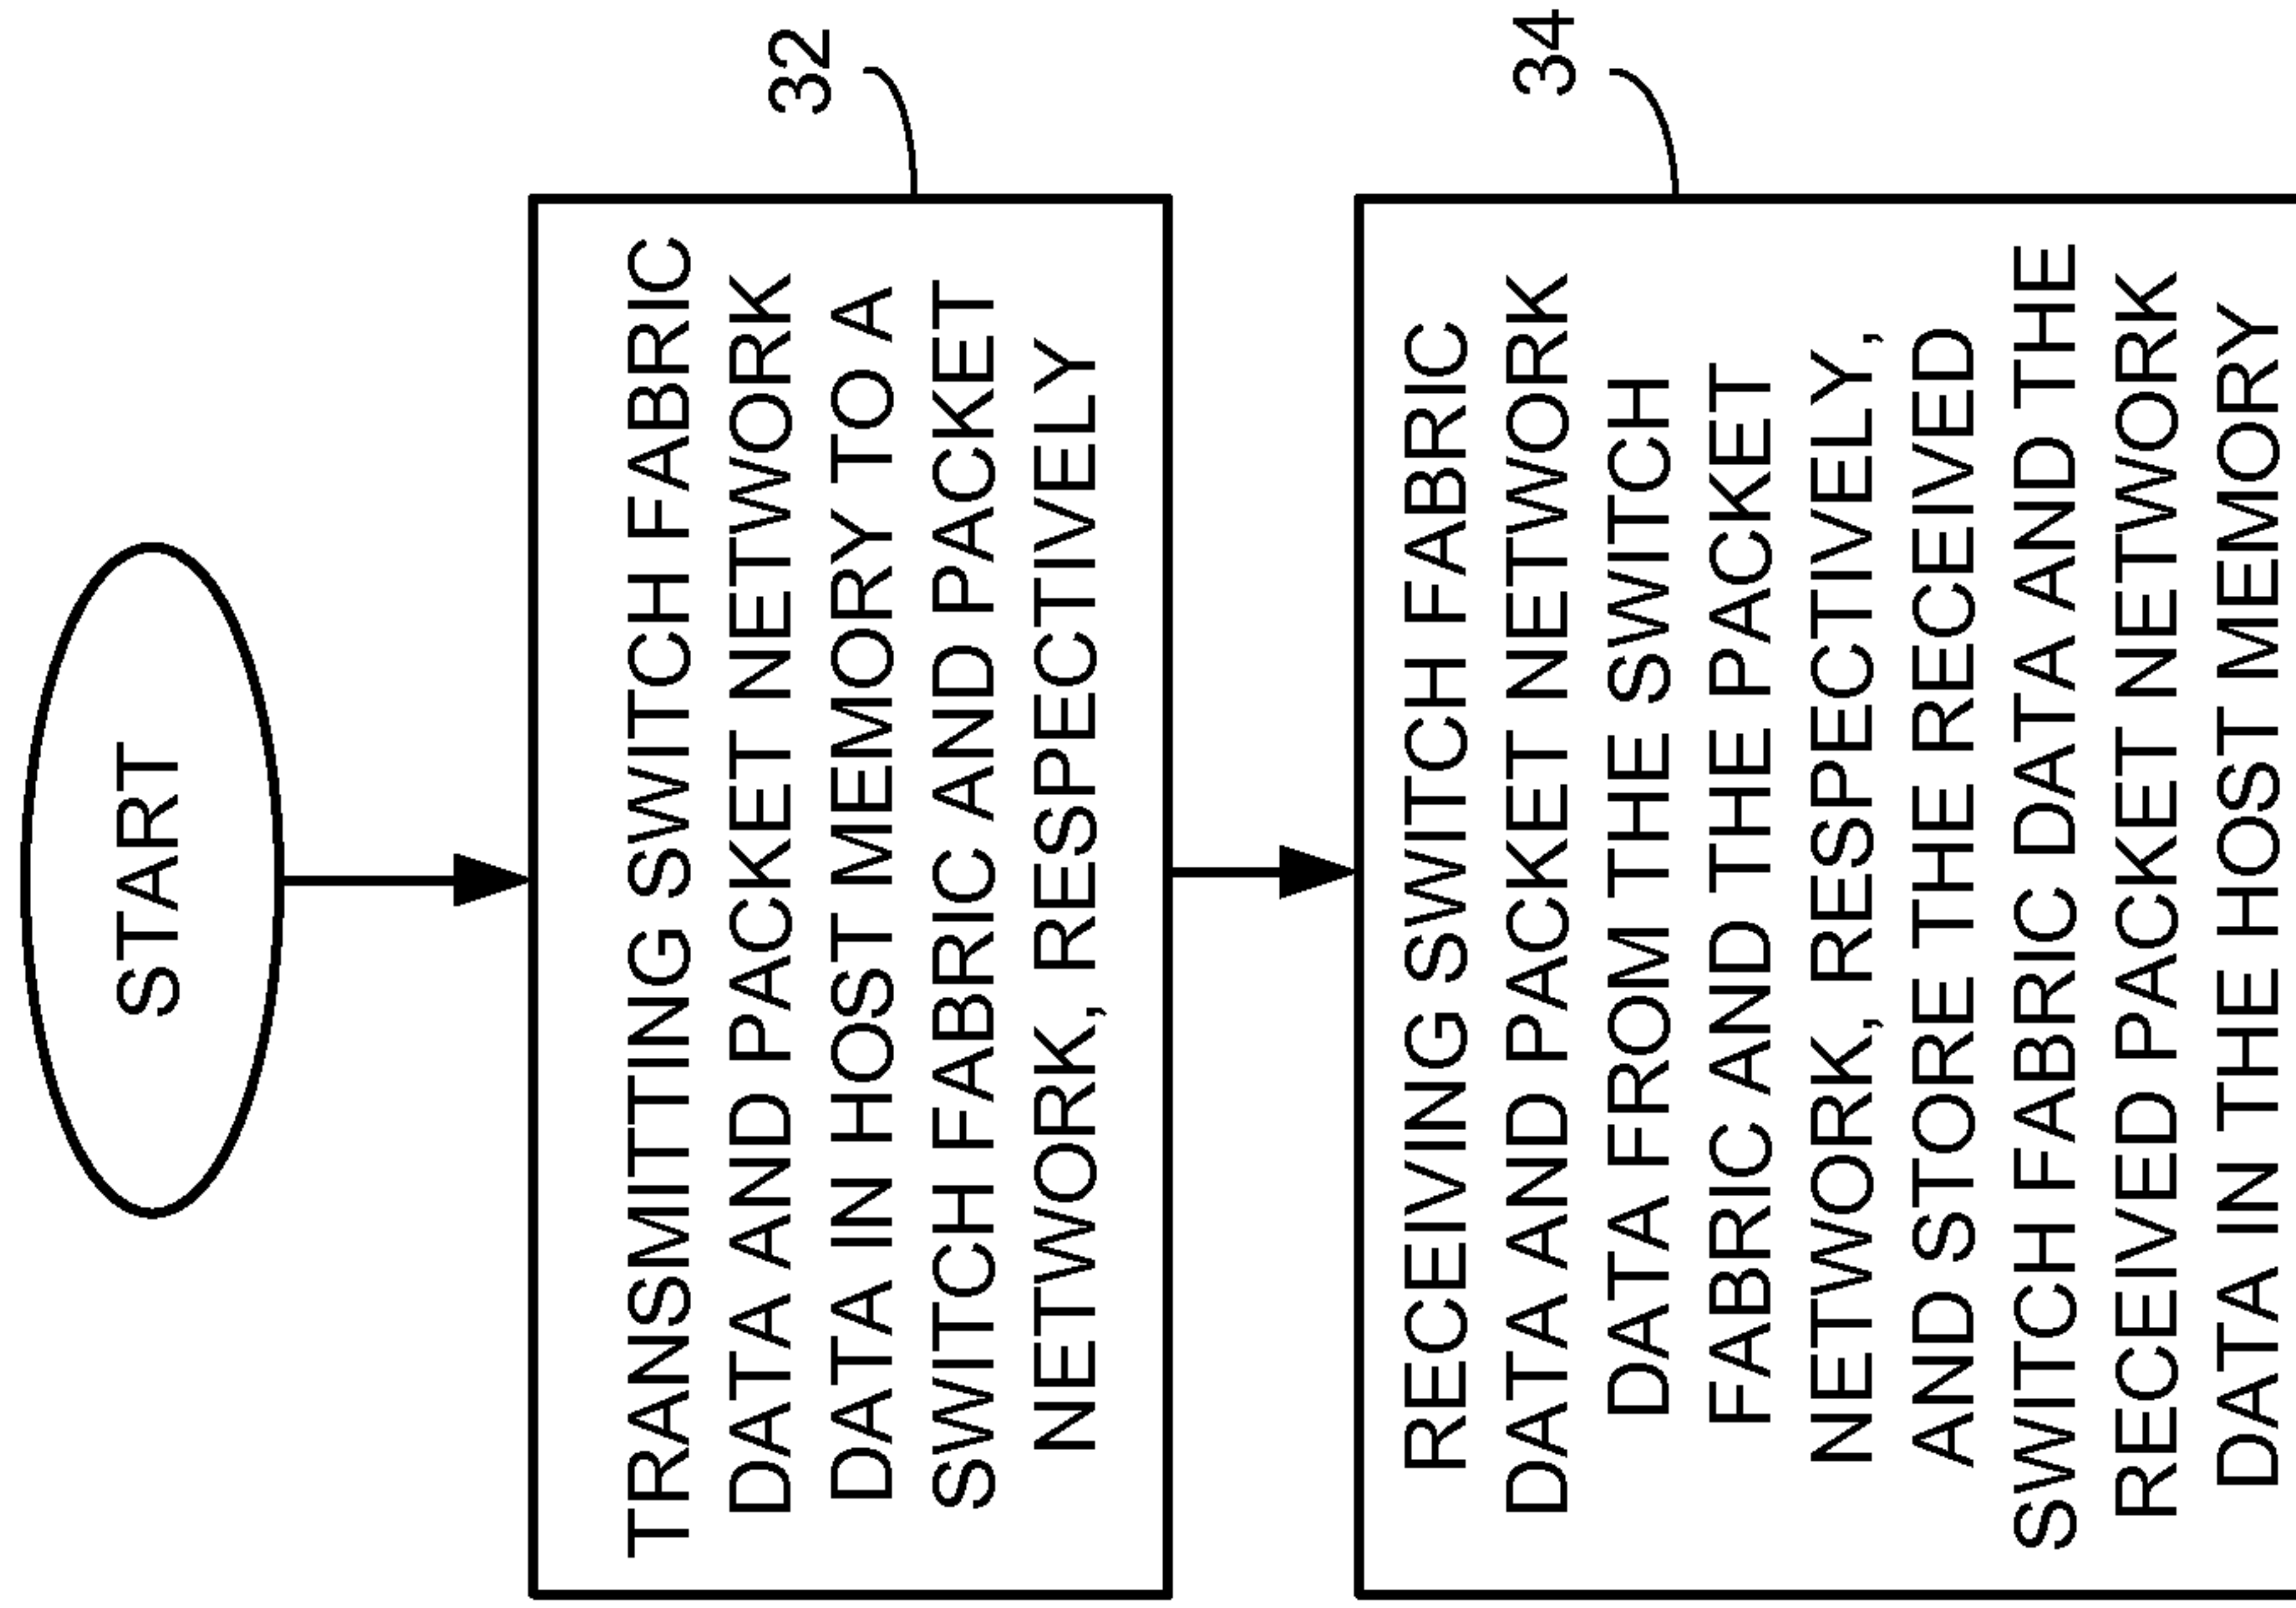 START
32
TRANSMITTING SWITCH FABRIC
DATA AND PACKET NETWORK
DATA IN HOST MEMORY TO A
SWITCH FABRIC AND PACKET
NETWORK, RESPECTIVELY
34
RECEIVING SWITCH FABRIC
DATA AND PACKET NETWORK
DATA FROM THE SWITCH
FABRIC AND THE PACKET
NETWORK, RESPECTIVELY,
AND STORE THE RECEIVED
SWITCH FABRIC DATA AND THE
RECEIVED PACKET NETWORK
DATA IN THE HOST MEMORY